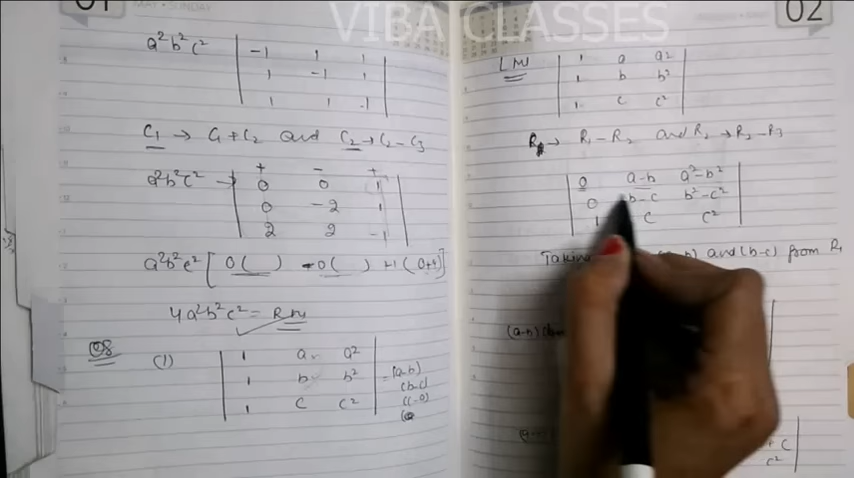 VIBA CLASSES
01 MAY • SUNDAY
a²b²c² | -1 1 1 |
| 1 -1 1 |
| 1 1 -1 |
C₁ → C₁+C₂ and C₂→C₂-C₃
+ - +
a²b²c² → | 0 0 1 |
| 0 -2 1 |
| 2 2 -1 |
a²b²c² [ 0( ) -0( ) +1(0+4)]
4a²b²c² =
Q8
(1) | 1 a a² |
| 1 b b² | = (a-b)
| 1 c c² | (b-c)
02
| 1 a a² |
| 1 b b² |
| 1 c c² |
R₁→ R₁-R₂ and R₂→R₂-R₃
| 0 a-b a²-b² |
| 0 b-c b²-c² |
| 1 c c² |
and (b-c) from R₁
(a-b)
+ c
c²